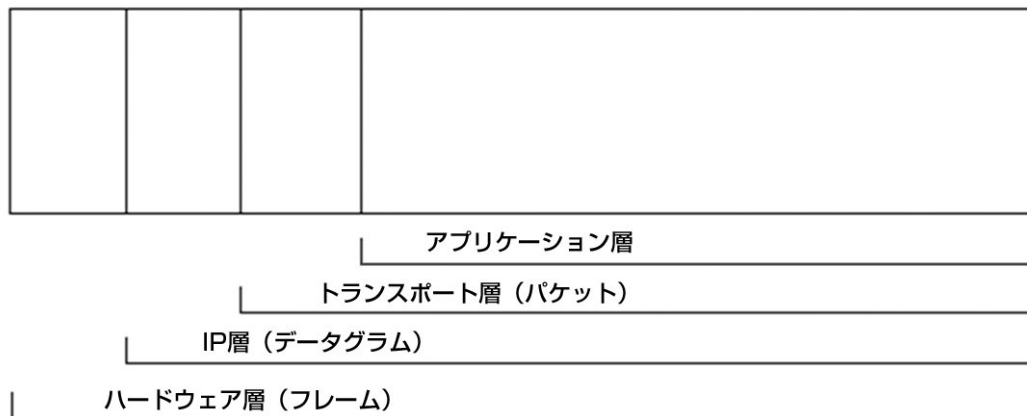 アプリケーション層
トランスポート層（パケット）
IP層（データグラム）
ハードウェア層（フレーム）